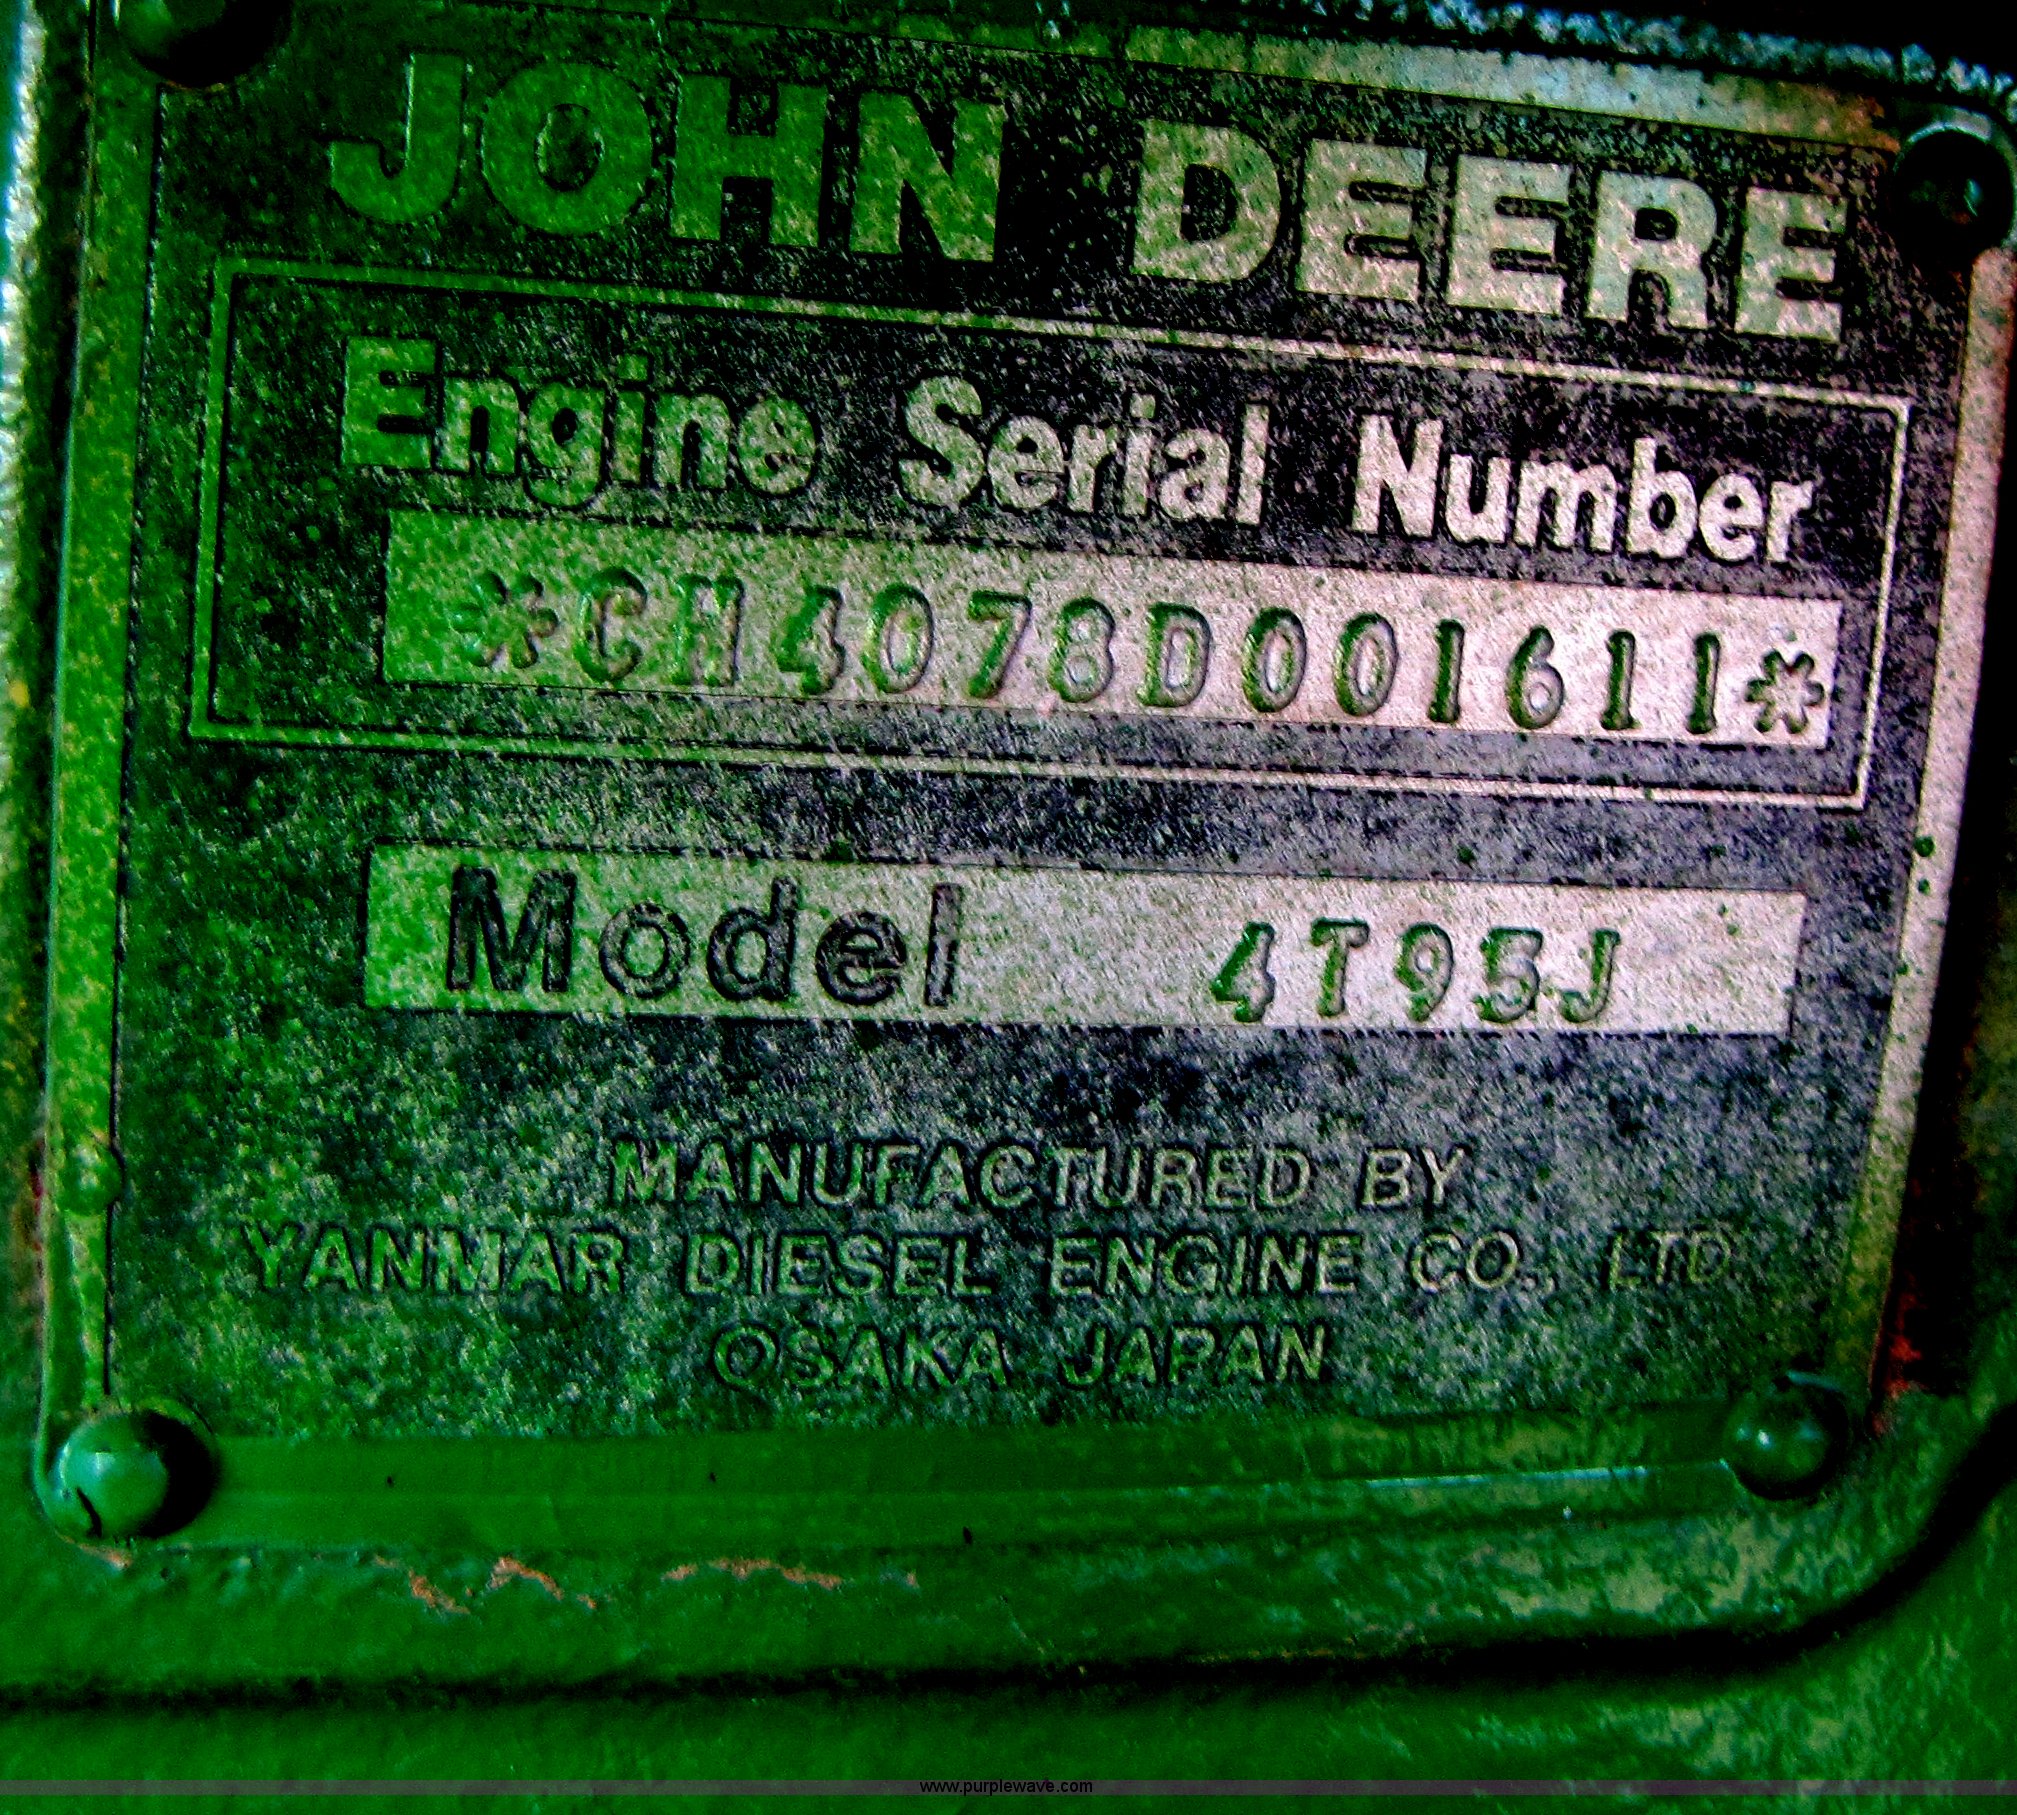 JOHN DEERE
Engine Serial Number
*CH4078D001611*
Model 4T95J
MANUFACTURED BY
YANMAR DIESEL ENGINE CO., LTD
OSAKA JAPAN
www.purplewave.com